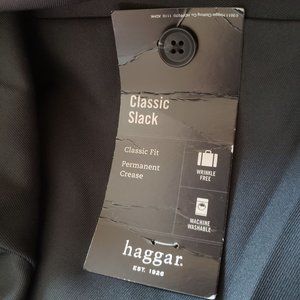 Classic
Slack
Classic Fit
Permanent
Crease
WRINKLE
FREE
MACHINE
WASHABLE
haggar.
EST. 1926